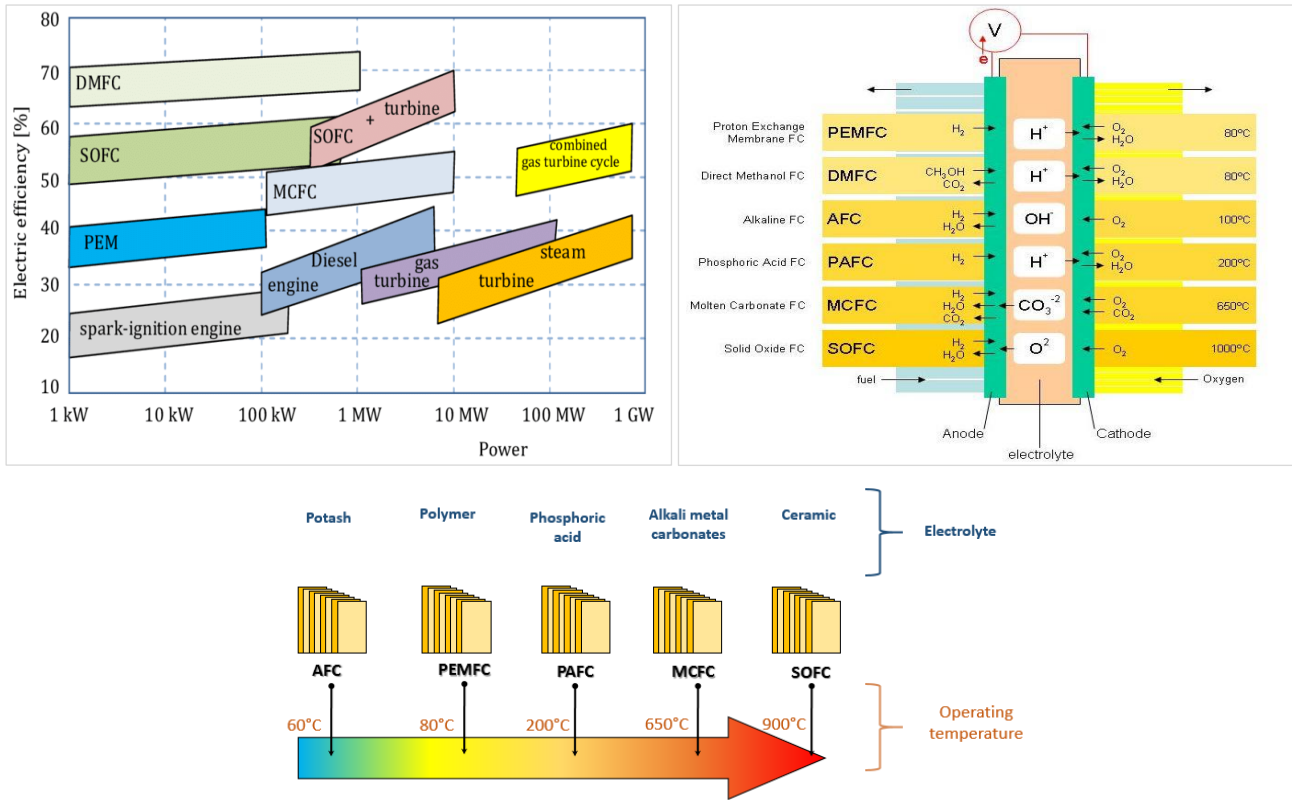 80
70
60
50
40
30
20
10
Electric efficiency [%]
DMFC
SOFC
SOFC + turbine
MCFC
combined
gas turbine cycle
PEM
Diesel
engine
gas
turbine
steam
turbine
spark-ignition engine
1 kW
10 kW
100 kW
1 MW
10 MW
100 MW
1 GW
Power
V
e
Proton Exchange
Membrane FC
PEMFC
H₂
H⁺
O₂
H₂O
80ºC
Direct Methanol FC
DMFC
CH₃OH
CO₂
H⁺
O₂
H₂O
80ºC
Alkaline FC
AFC
H₂
H₂O
OH⁻
O₂
100ºC
Phosphoric Acid FC
PAFC
H₂
H⁺
O₂
H₂O
200ºC
Molten Carbonate FC
MCFC
H₂
H₂O
CO₂
CO₃⁻²
O₂
CO₂
650ºC
Solid Oxide FC
SOFC
H₂
H₂O
O²
O₂
1000ºC
fuel
Oxygen
Anode
Cathode
electrolyte
Potash
Polymer
Phosphoric
acid
Alkali metal
carbonates
Ceramic
Electrolyte
AFC
PEMFC
PAFC
MCFC
SOFC
60°C
80°C
200°C
650°C
900°C
Operating
temperature